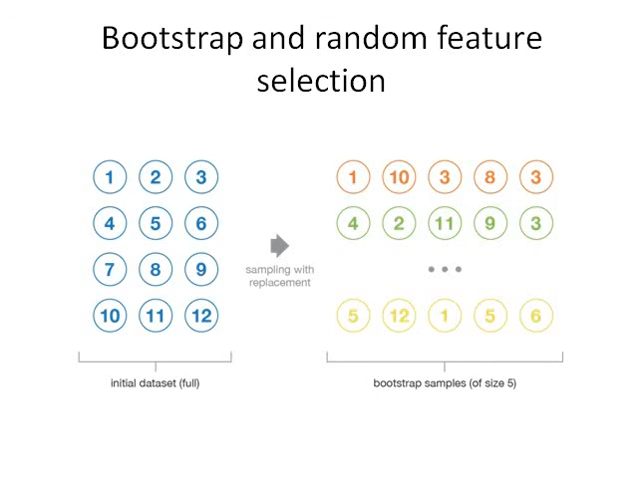 Bootstrap and random feature
selection
1 2 3
4 5 6
7 8 9
10 11 12
sampling with
replacement
1 10 3 8 3
4 2 11 9 3
...
5 12 1 5 6
initial dataset (full)
bootstrap samples (of size 5)